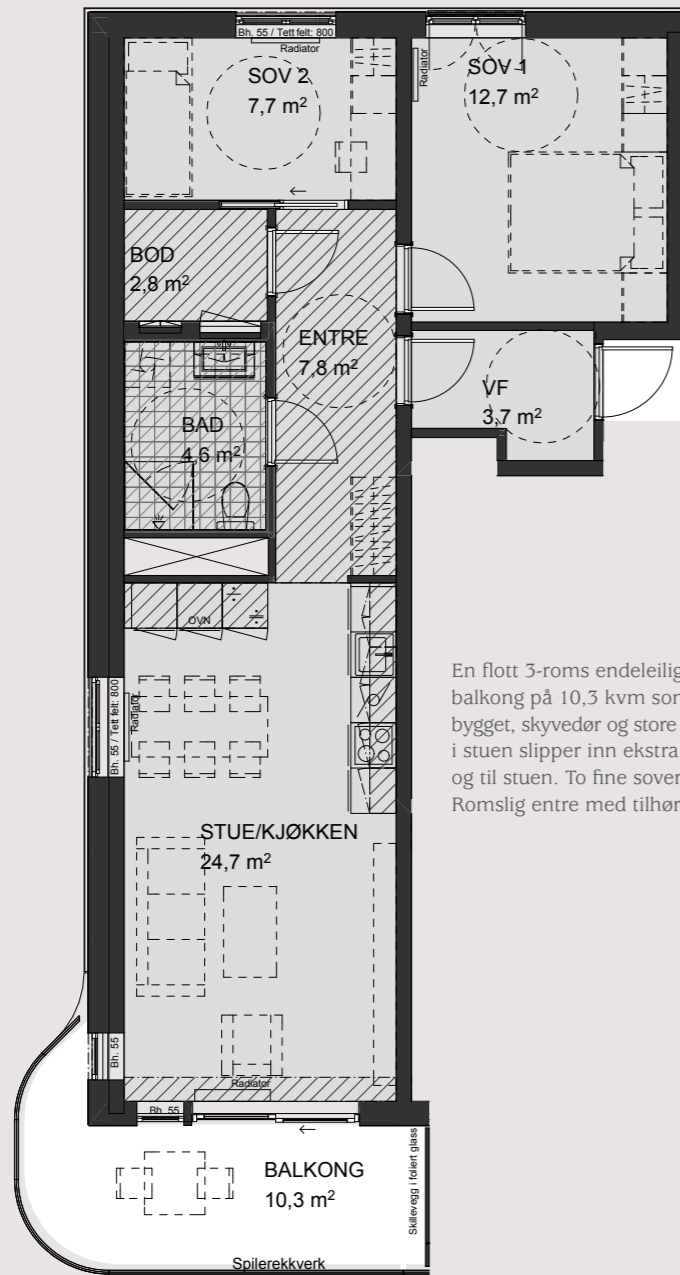 Bh. 55 / Tett felt: 800
Radiator
SOV 2
7,7 m²
Radiator
SOV 1
12,7 m²
BOD
2,8 m²
ENTRE
7,8 m²
VF
3,7 m²
BAD
4,6 m²
OVN
Bh. 55 / Tett felt: 800
Radiator
En flott 3-roms endeleilig
balkong på 10,3 kvm som
bygget, skyvedør og store
i stuen slipper inn ekstra
og til stuen. To fine sover
Romslig entre med tilhør
STUE/KJØKKEN
24,7 m²
Bh. 55
Radiator
Bh. 55
BALKONG
10,3 m²
Skillevegg i foliert glass
Spilerekkverk